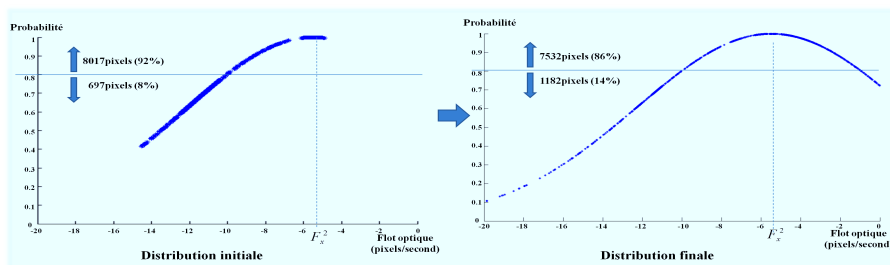 Probabilité
1
0.9
0.8
0.7
0.6
0.5
0.4
0.3
0.2
0.1
0
8017pixels (92%)
697pixels (8%)
-20 -18 -16 -14 -12 -10 -8 -6 -4 -2 0
F_x^2
Flot optique
(pixels/second)
Distribution initiale
Probabilité
1
0.9
0.8
0.7
0.6
0.5
0.4
0.3
0.2
0.1
0
7532pixels (86%)
1182pixels (14%)
-20 -18 -16 -14 -12 -10 -8 -6 -4 -2 0
F_x^2
Flot optique
(pixels/second)
Distribution finale